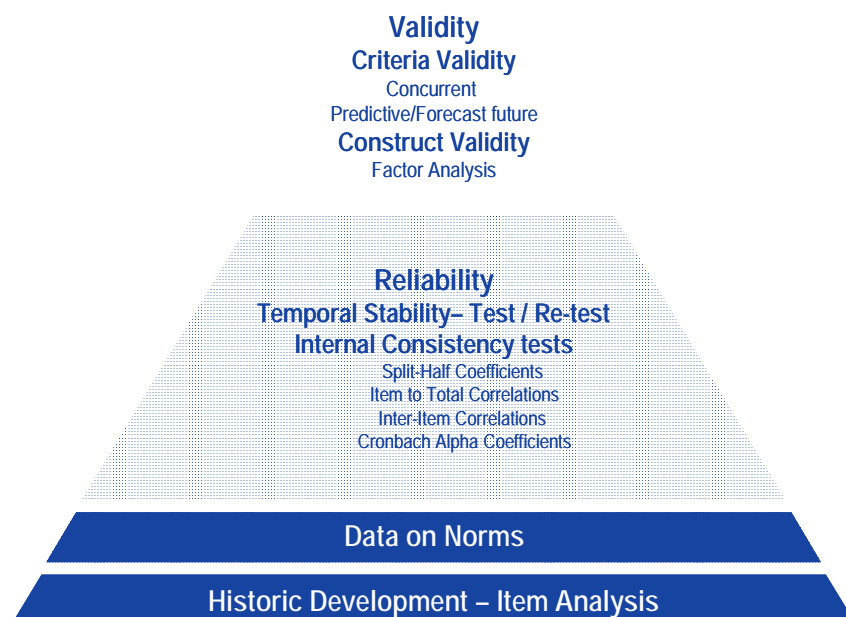 Validity
Criteria Validity
Concurrent
Predictive/Forecast future
Construct Validity
Factor Analysis
Reliability
Temporal Stability– Test / Re-test
Internal Consistency tests
Split-Half Coefficients
Item to Total Correlations
Inter-Item Correlations
Cronbach Alpha Coefficients
Data on Norms
Historic Development – Item Analysis